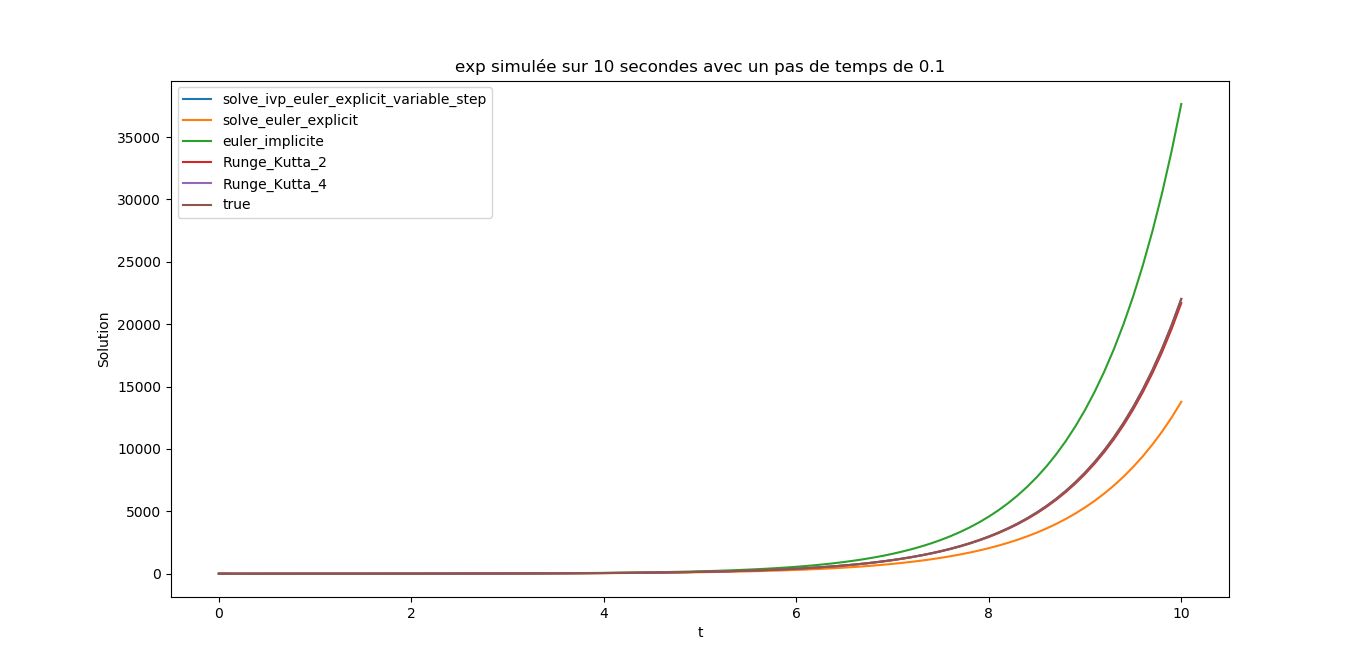 exp simulée sur 10 secondes avec un pas de temps de 0.1
solve_ivp_euler_explicit_variable_step
solve_euler_explicit
euler_implicite
Runge_Kutta_2
Runge_Kutta_4
true
35000
30000
25000
20000
15000
10000
5000
0
Solution
0 2 4 6 8 10
t